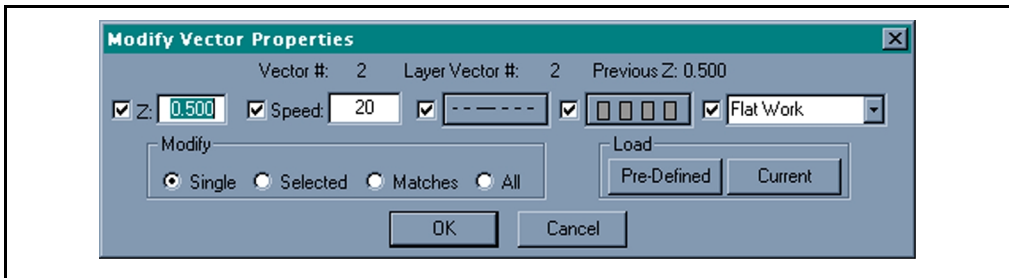 Modify Vector Properties
Vector #: 2 Layer Vector #: 2 Previous Z: 0.500
Z: 0.500 Speed: 20 Flat Work
Modify Load
Single Selected Matches All Pre-Defined Current
OK Cancel